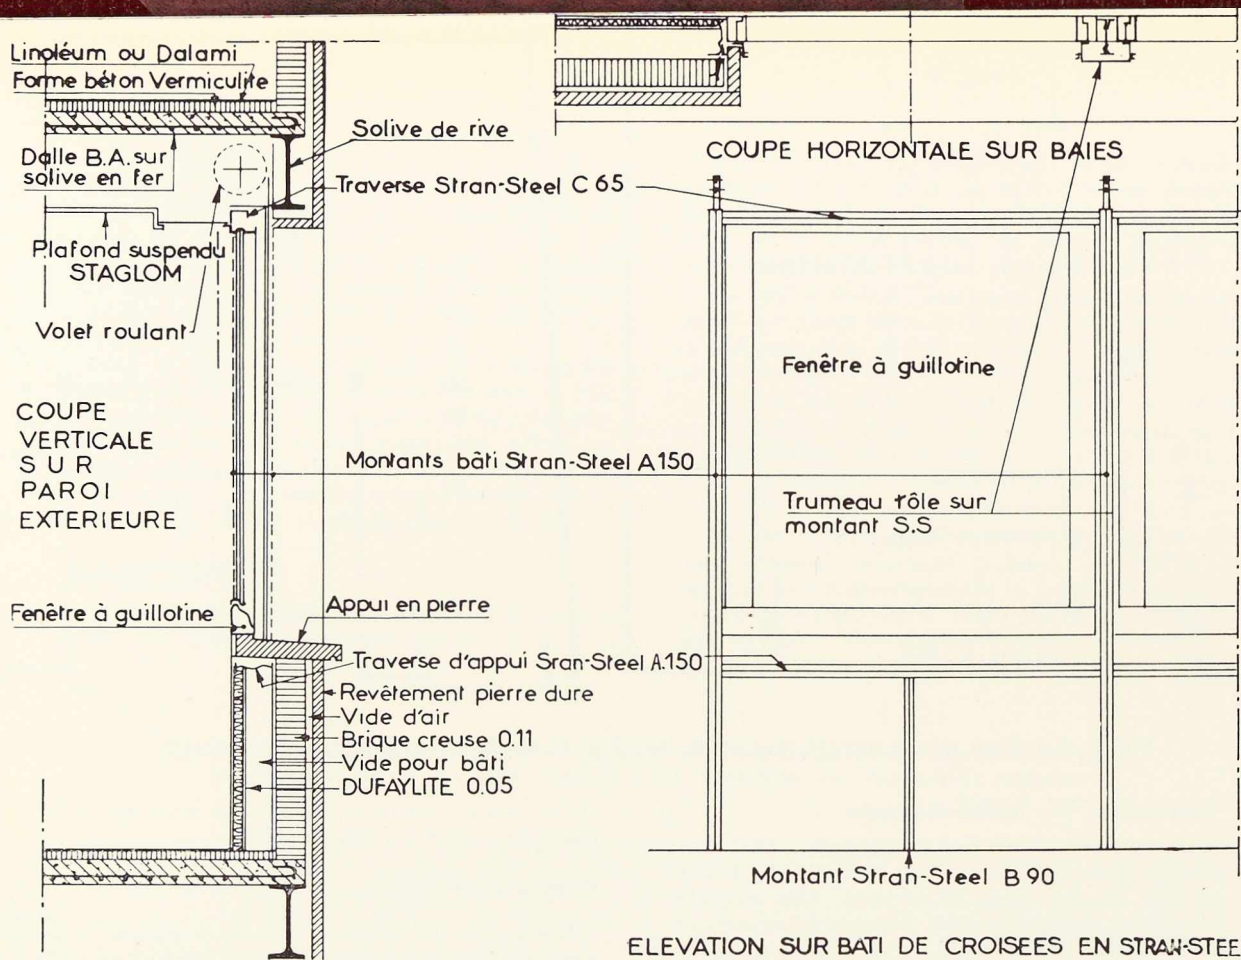 Linoléum ou Dalami
Forme béton Vermiculite
Dalle B.A. sur
solive en fer
Solive de rive
Traverse Stran-Steel C 65
Plafond suspendu
STAGLOM
Volet roulant
COUPE
VERTICALE
SUR
PAROI
EXTERIEURE
Fenêtre à guillotine
Appui en pierre
Traverse d'appui Sran-Steel A.150
Revêtement pierre dure
Vide d'air
Brique creuse 0.11
Vide pour bâti
DUFAYLITE 0.05
COUPE HORIZONTALE SUR BAIES
Fenêtre à guillotine
Montants bâti Stran-Steel A 150
Trumeau tôle sur
montant S.S
Montant Stran-Steel B 90
ELEVATION SUR BATI DE CROISEES EN STRAN-STEE